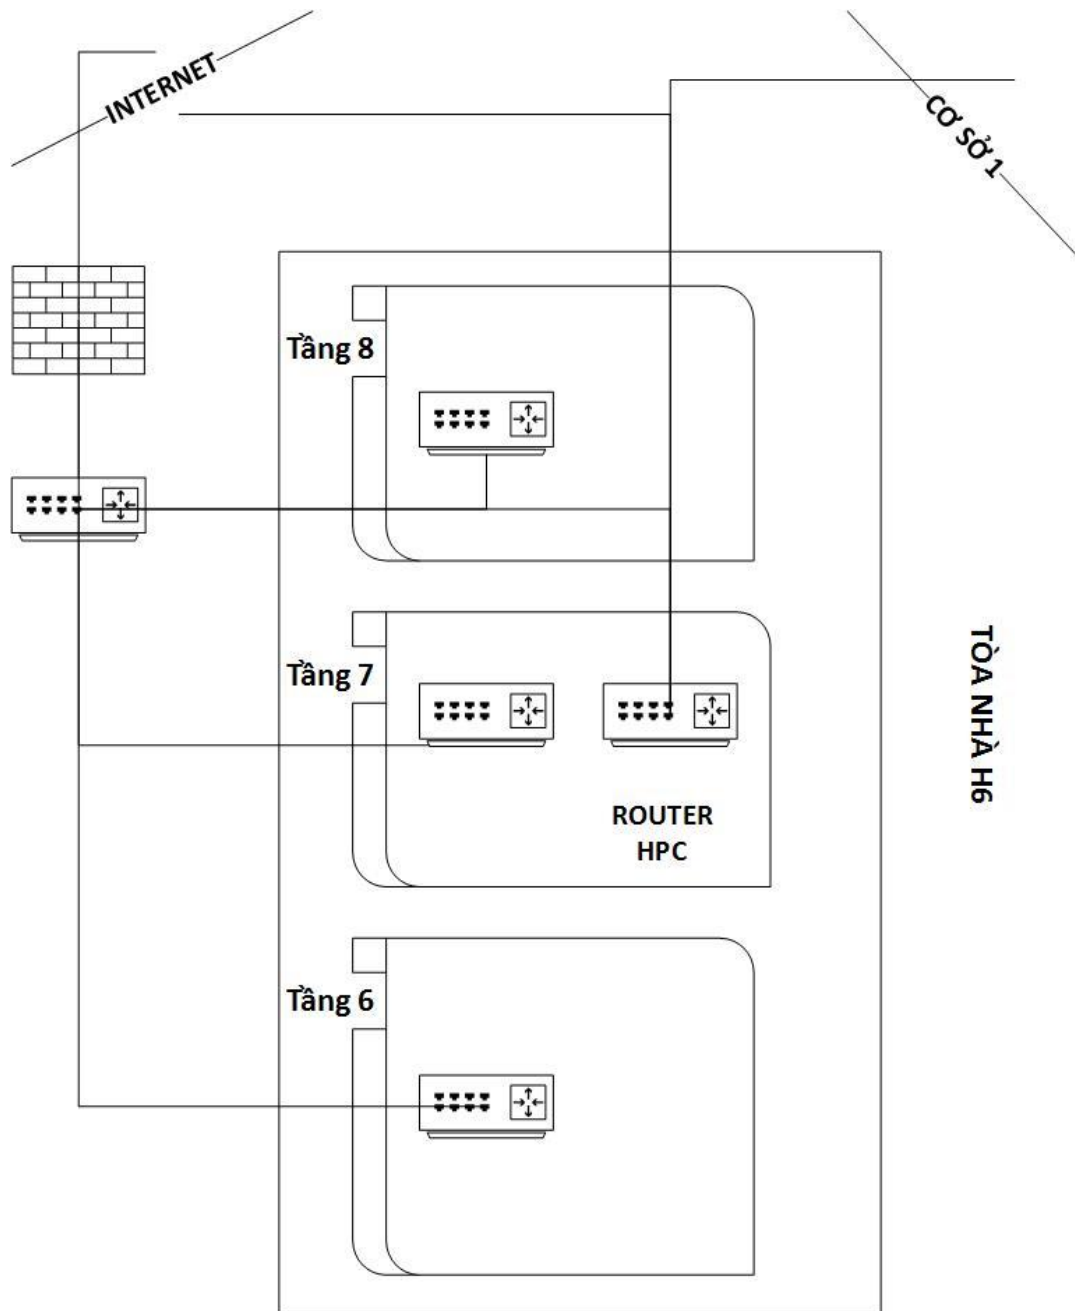 INTERNET
CƠ SỞ 1
Tầng 8
Tầng 7
ROUTER
HPC
TÒA NHÀ H6
Tầng 6